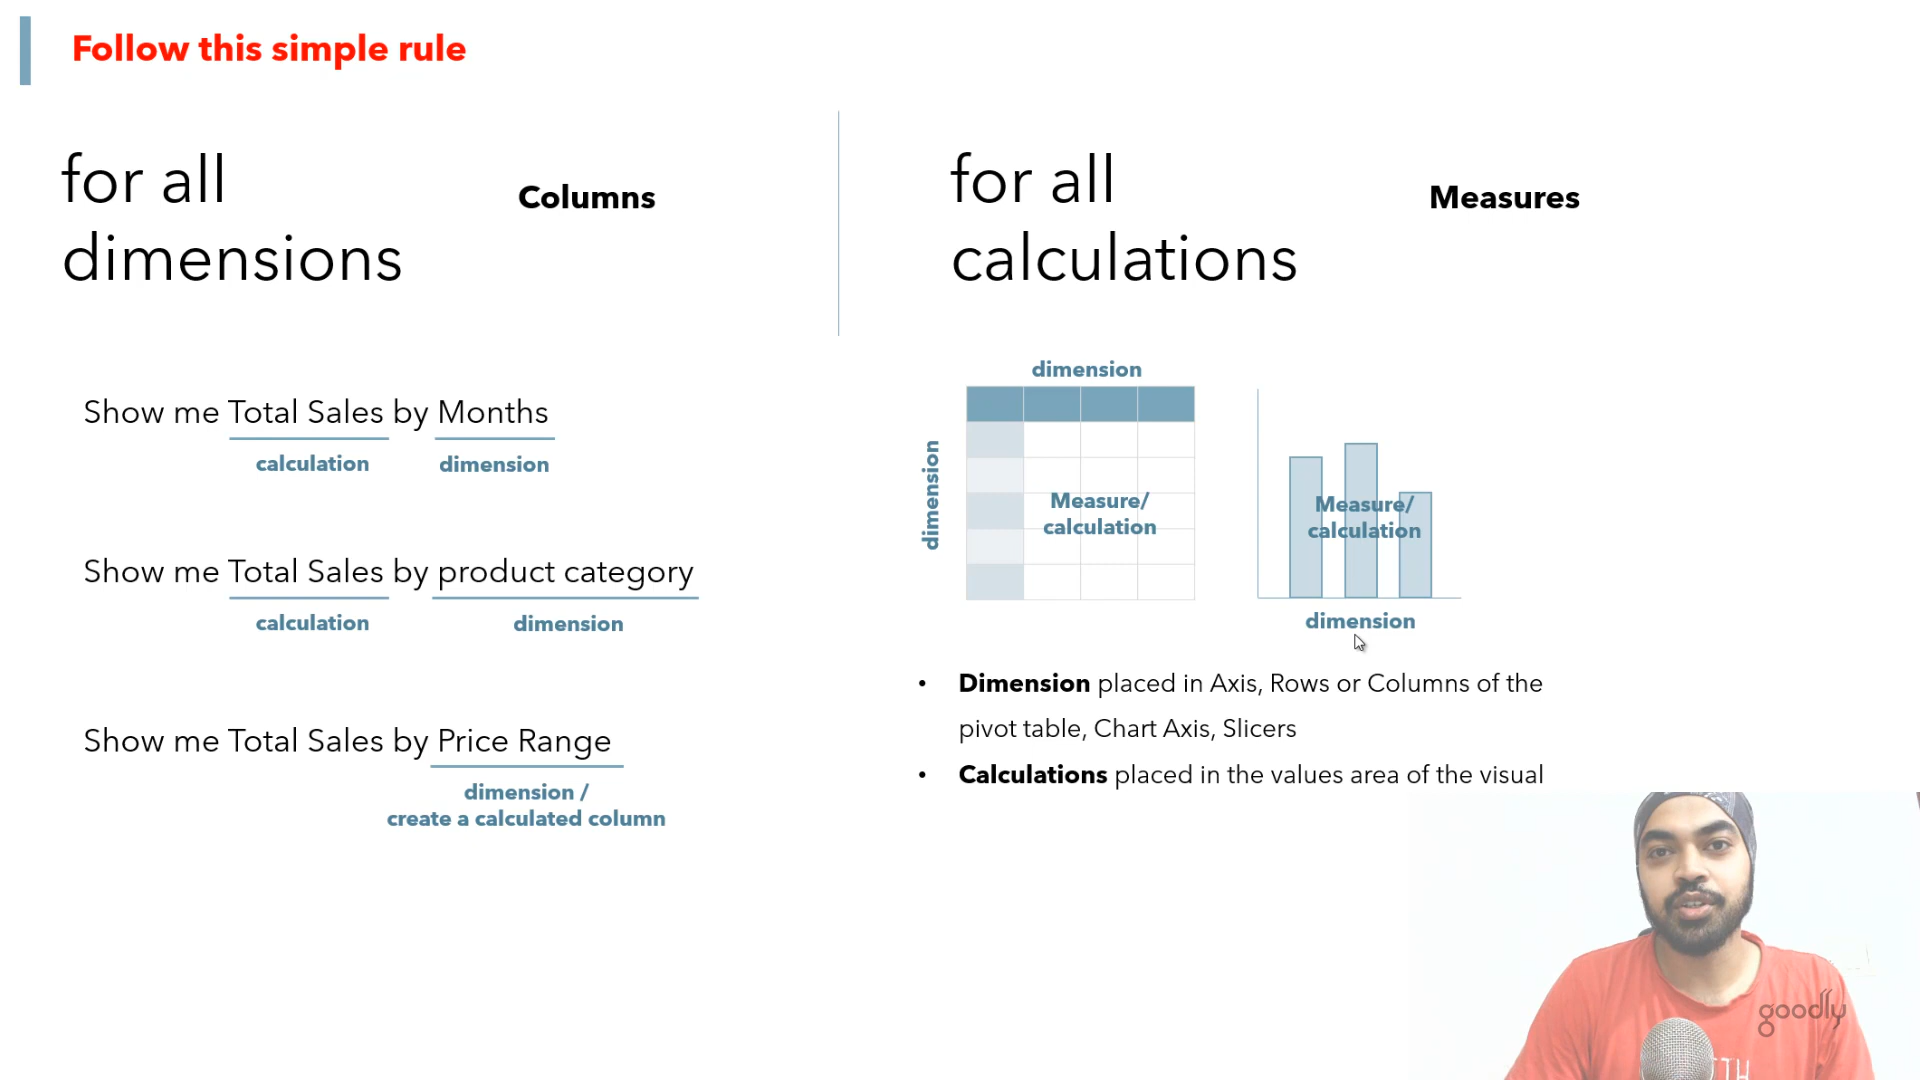 Follow this simple rule
for all
dimensions
Columns
Show me Total Sales by Months
calculation dimension
Show me Total Sales by product category
calculation dimension
Show me Total Sales by Price Range
dimension /
create a calculated column
for all
calculations
Measures
dimension
dimension
Measure/
calculation
Measure/
calculation
dimension
• Dimension placed in Axis, Rows or Columns of the
pivot table, Chart Axis, Slicers
• Calculations placed in the values area of the visual
goodly